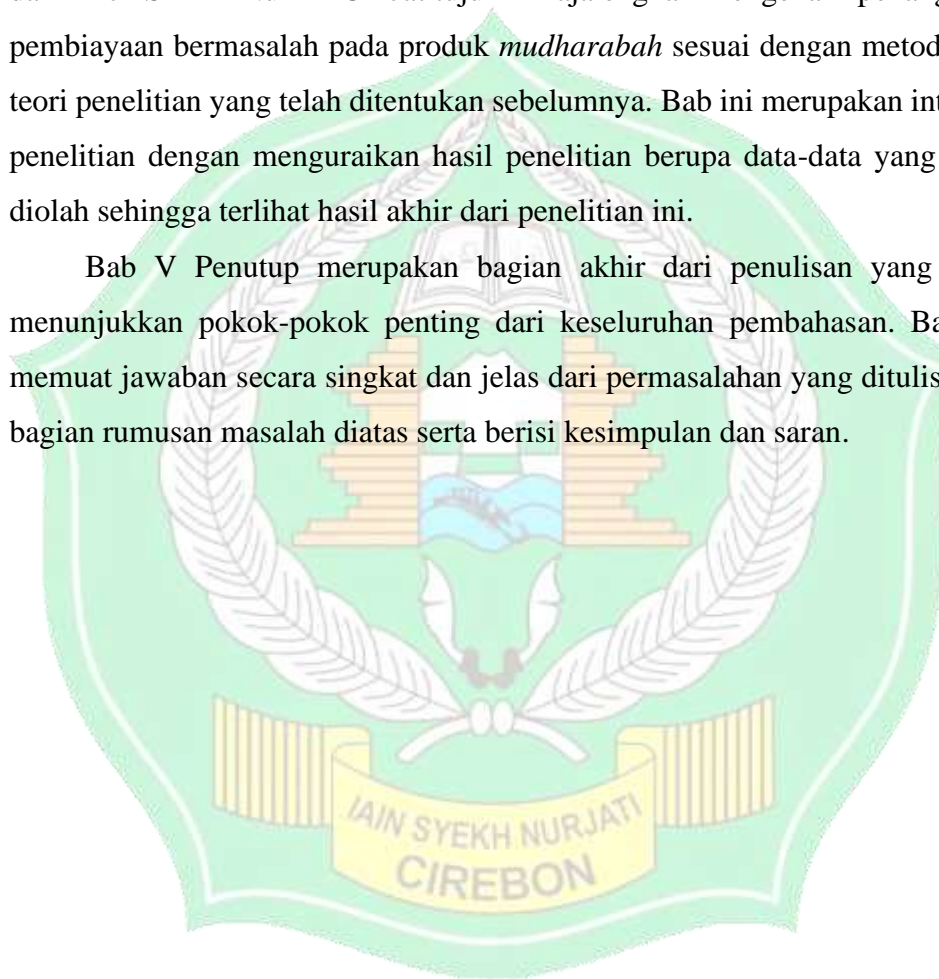 pembiayaan bermasalah pada produk mudharabah sesuai dengan metod
teori penelitian yang telah ditentukan sebelumnya. Bab ini merupakan int
penelitian dengan menguraikan hasil penelitian berupa data-data yang
diolah sehingga terlihat hasil akhir dari penelitian ini.
Bab V Penutup merupakan bagian akhir dari penulisan yang
menunjukkan pokok-pokok penting dari keseluruhan pembahasan. Ba
memuat jawaban secara singkat dan jelas dari permasalahan yang ditulis
bagian rumusan masalah diatas serta berisi kesimpulan dan saran.
IAIN SYEKH NURJATI
CIREBON